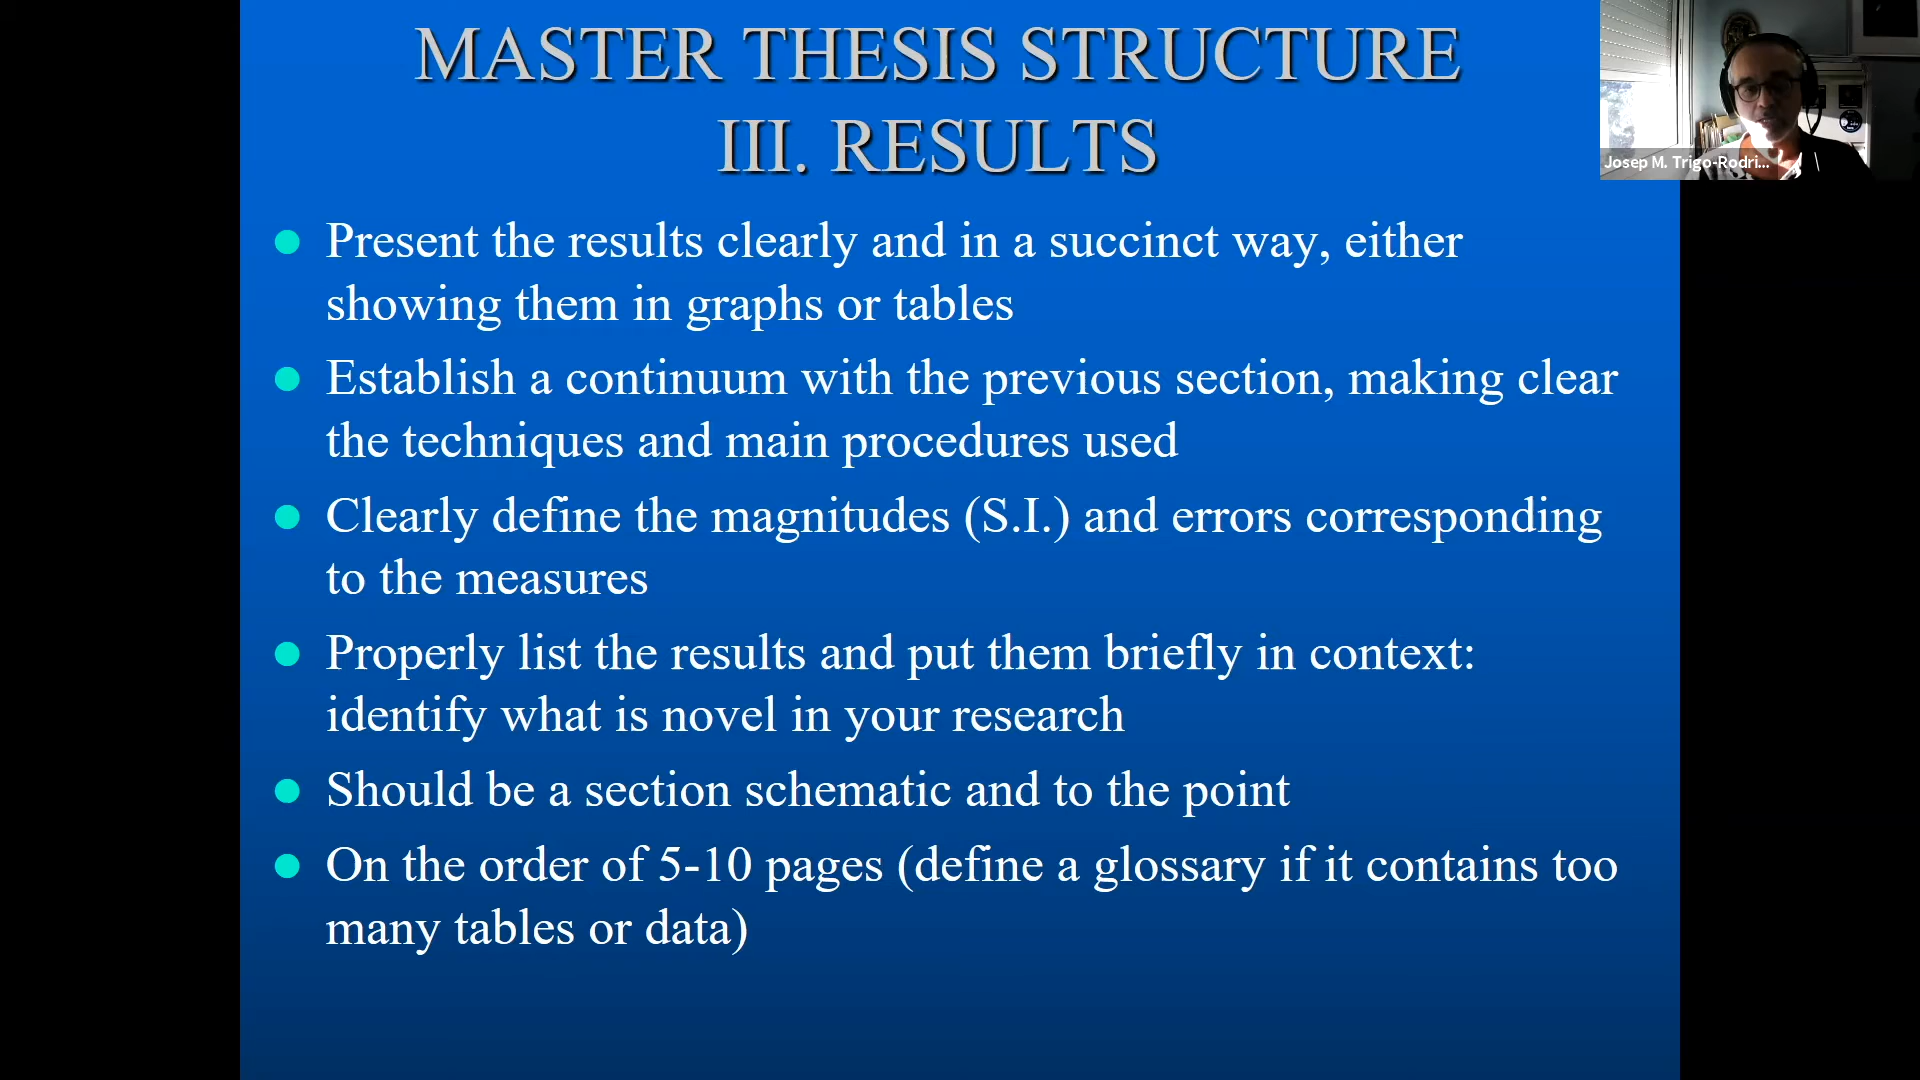 MASTER THESIS STRUCTURE
III. RESULTS
Josep M. Trigo-Rodri...
Present the results clearly and in a succinct way, either
showing them in graphs or tables
Establish a continuum with the previous section, making clear
the techniques and main procedures used
Clearly define the magnitudes (S.I.) and errors corresponding
to the measures
Properly list the results and put them briefly in context:
identify what is novel in your research
Should be a section schematic and to the point
On the order of 5-10 pages (define a glossary if it contains too
many tables or data)